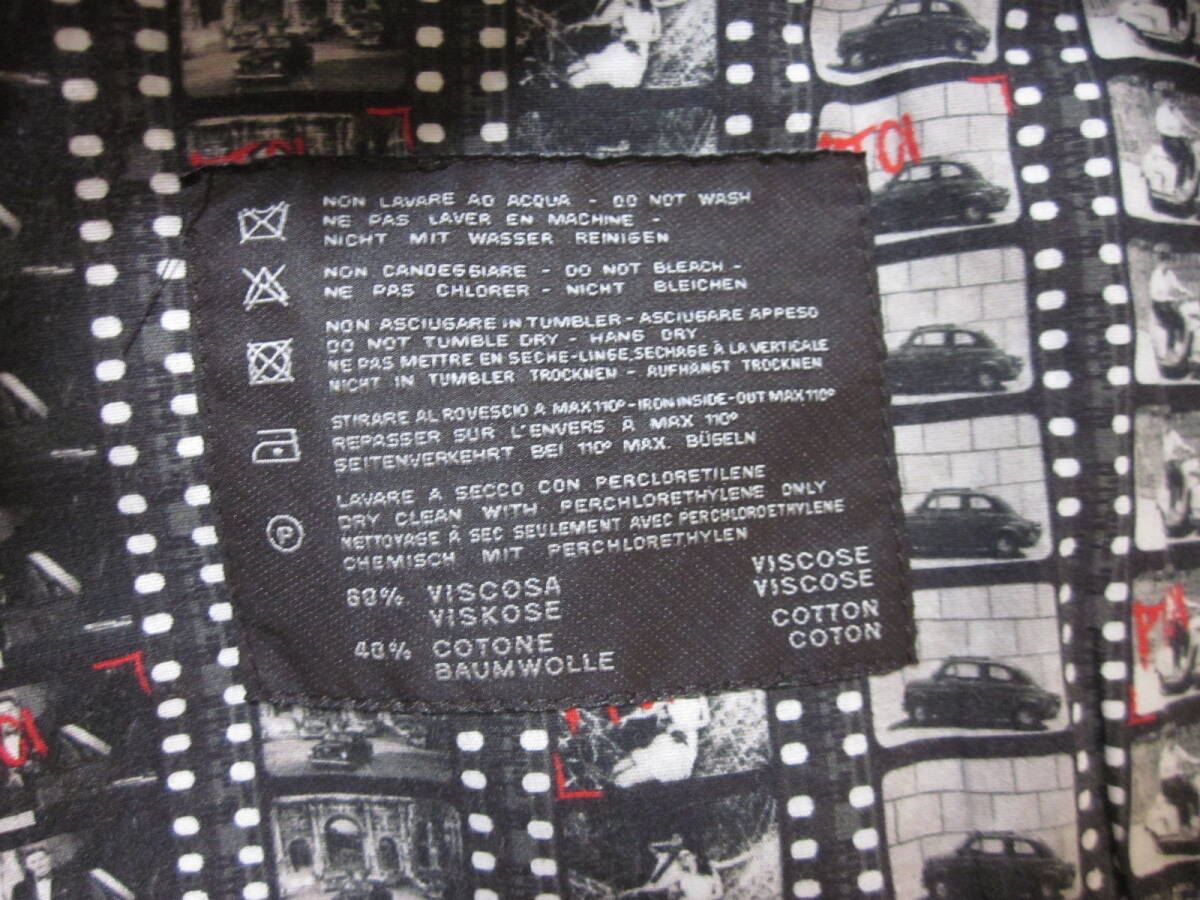 NON LAVARE AD ACQUA - DO NOT WASH
NE PAS LAVER EN MACHINE -
NICHT MIT WASSER REINIGEN
NON CANDEGGIARE - DO NOT BLEACH -
NE PAS CHLORER - NICHT BLEICHEN
NON ASCIUGARE IN TUMBLER - ASCIUGARE APPESO
DO NOT TUMBLE DRY - HANG DRY
NE PAS METTRE EN SECHE-LINGE, SECHAGE À LA VERTICALE
NICHT IN TUMBLER TROCKNEN - AUFHANGT TROCKNEN
STIRARE AL ROVESCIO A MAX 110° - IRON INSIDE-OUT MAX 110°
REPASSER SUR L'ENVERS À MAX 110°
SEITENVERKEHRT BEI 110° MAX. BÜGELN
LAVARE A SECCO CON PERCLORETILENE
DRY CLEAN WITH PERCHLORETHYLENE ONLY
NETTOYAGE À SEC SEULEMENT AVEC PERCHLOROETHYLENE
CHEMISCH MIT PERCHLORETHYLEN
P
60% VISCOSA VISCOSE
VISKOSE VISCOSE
40% COTONE COTTON
BAUMWOLLE COTON